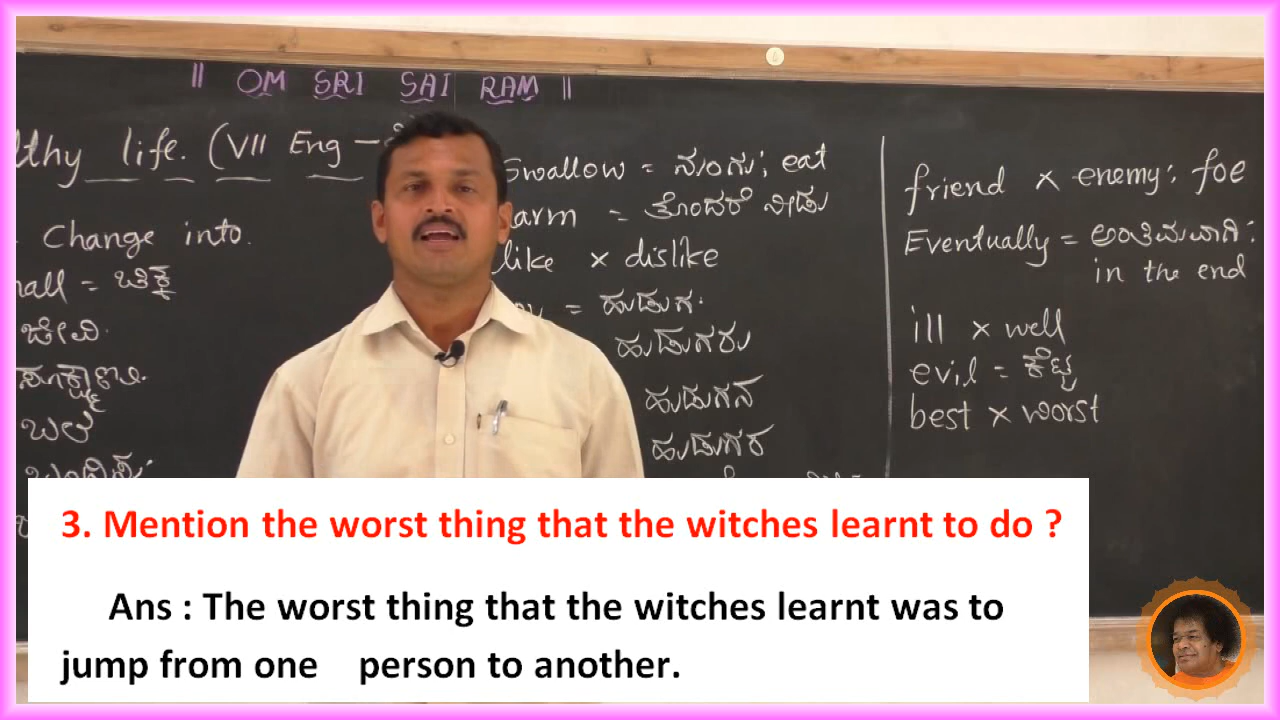 || OM SRI SAI RAM ||
life. (VII Eng –
Change into.
= ಚಿಕ್ಕ
ದೇವಿ.
ಬಲೆ
Swallow = ನುಂಗು; eat
= ತೊಂದರೆ ನೀಡು
like × dislike
= ಹುಡುಗ.
ಹುಡುಗರು
ಹುಡುಗನ
ಹುಡುಗರ
friend × enemy; foe
Eventually = ಅಂತಿಮವಾಗಿ:
in the end
ill × well
evil = ಕೆಟ್ಟ
best × worst
3. Mention the worst thing that the witches learnt to do ?
Ans : The worst thing that the witches learnt was to
jump from one person to another.